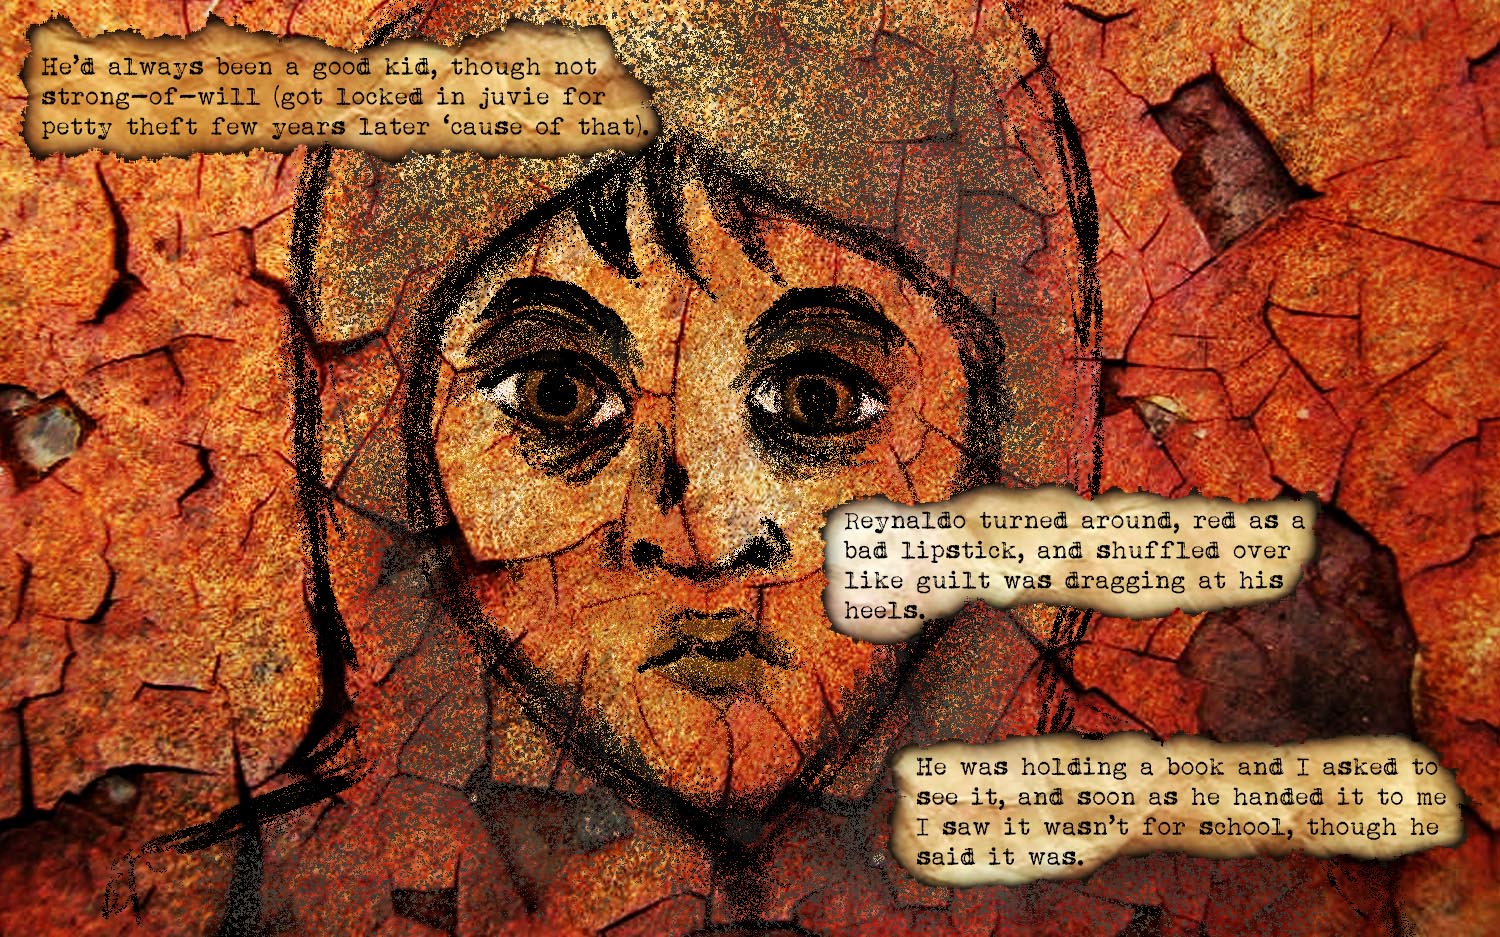 He’d always been a good kid, though not
strong-of-will (got locked in juvie for
petty theft few years later ‘cause of that).
Reynaldo turned around, red as a
bad lipstick, and shuffled over
like guilt was dragging at his
heels.
He was holding a book and I asked to
see it, and soon as he handed it to me
I saw it wasn’t for school, though he
said it was.